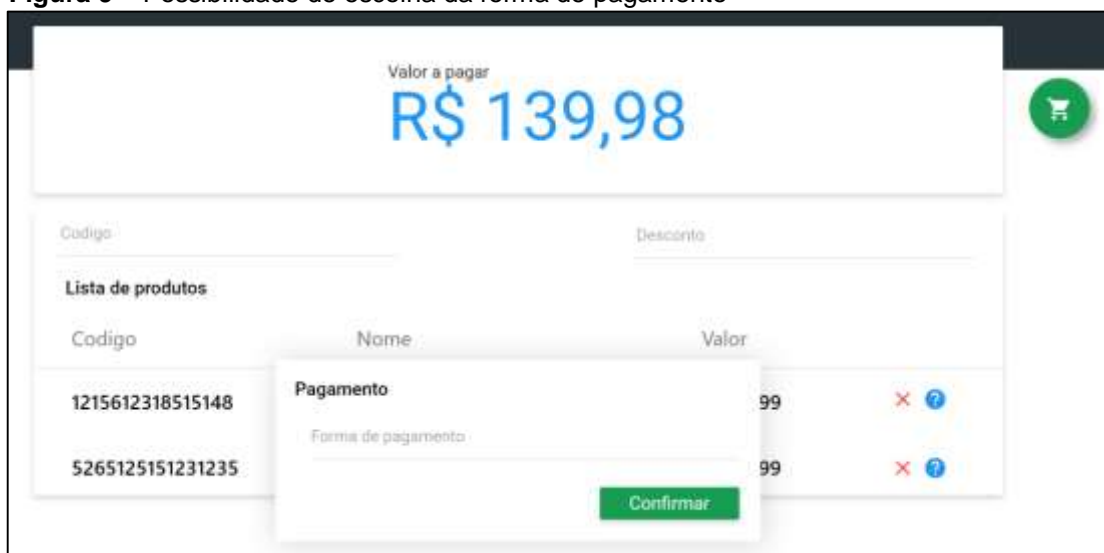 Valor a pagar
R$ 139,98
Codigo Desconto
Lista de produtos
Codigo Nome Valor
1215612318515148 99
5265125151231235 99
Pagamento
Forma de pagamento
Confirmar